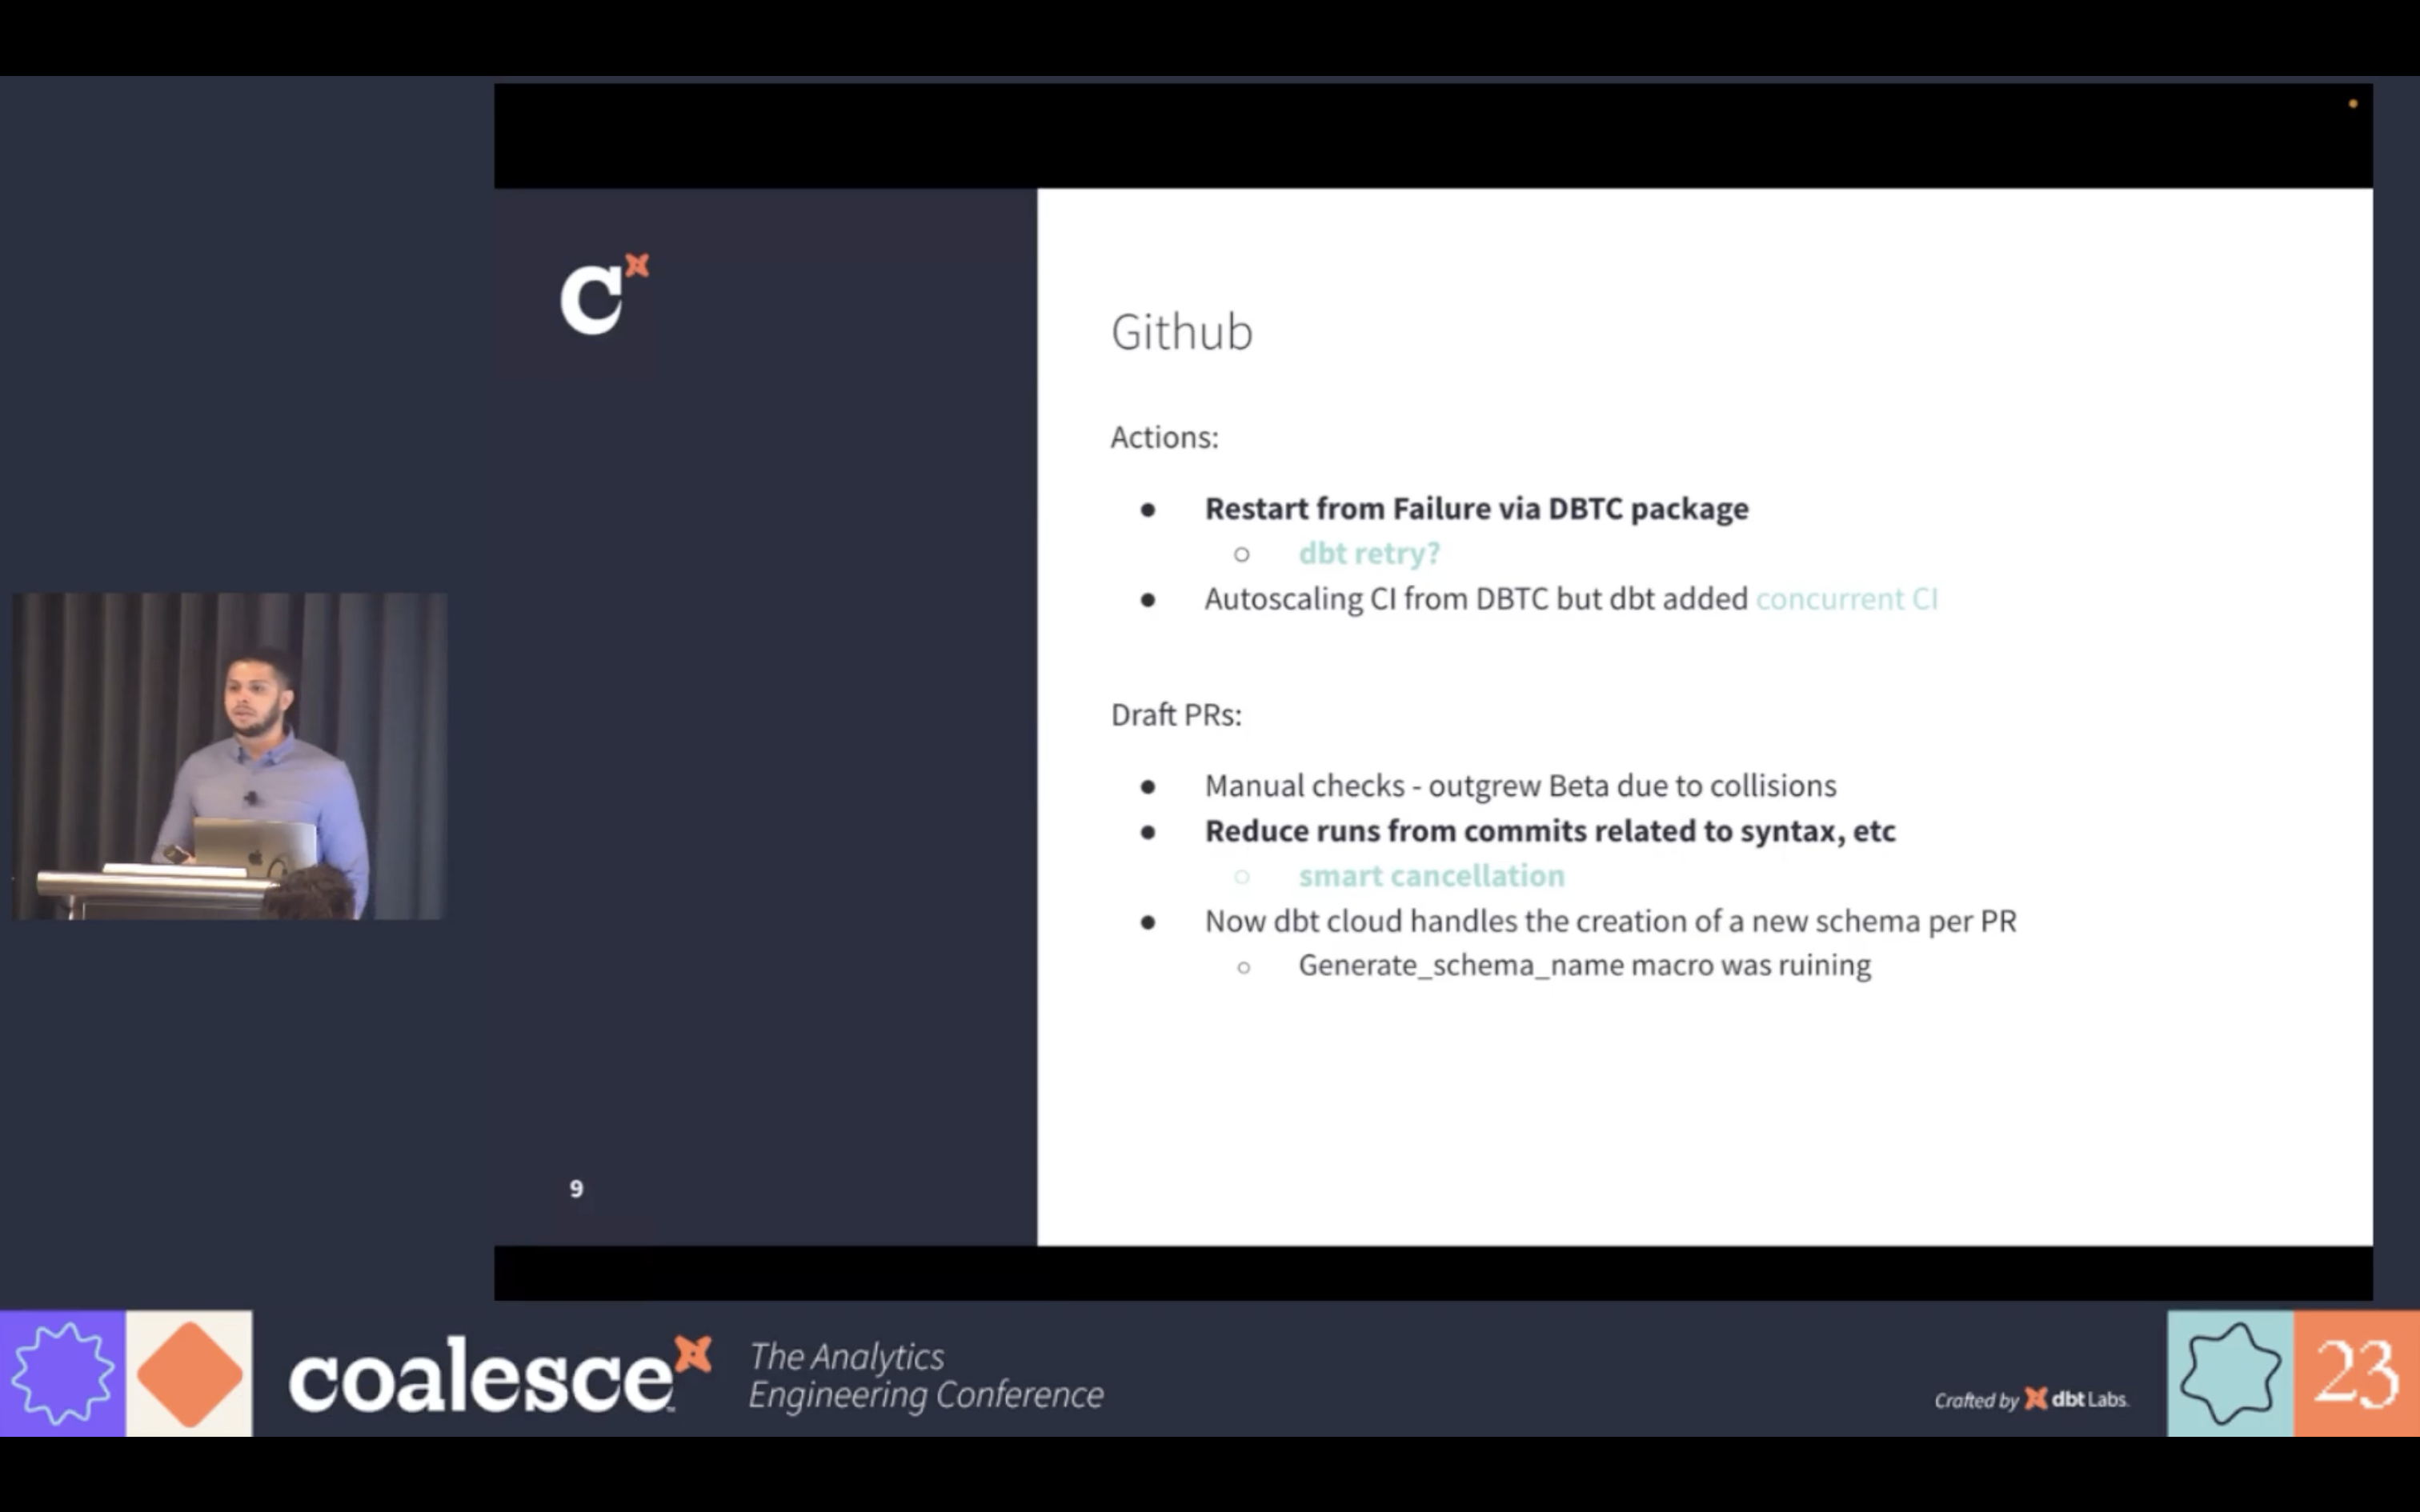 C
Github
Actions:
● Restart from Failure via DBTC package
○ dbt retry?
● Autoscaling CI from DBTC but dbt added concurrent CI
Draft PRs:
● Manual checks - outgrew Beta due to collisions
● Reduce runs from commits related to syntax, etc
○ smart cancellation
● Now dbt cloud handles the creation of a new schema per PR
○ Generate_schema_name macro was ruining
9
coalesce
The Analytics
Engineering Conference
Crafted by dbt Labs.
23